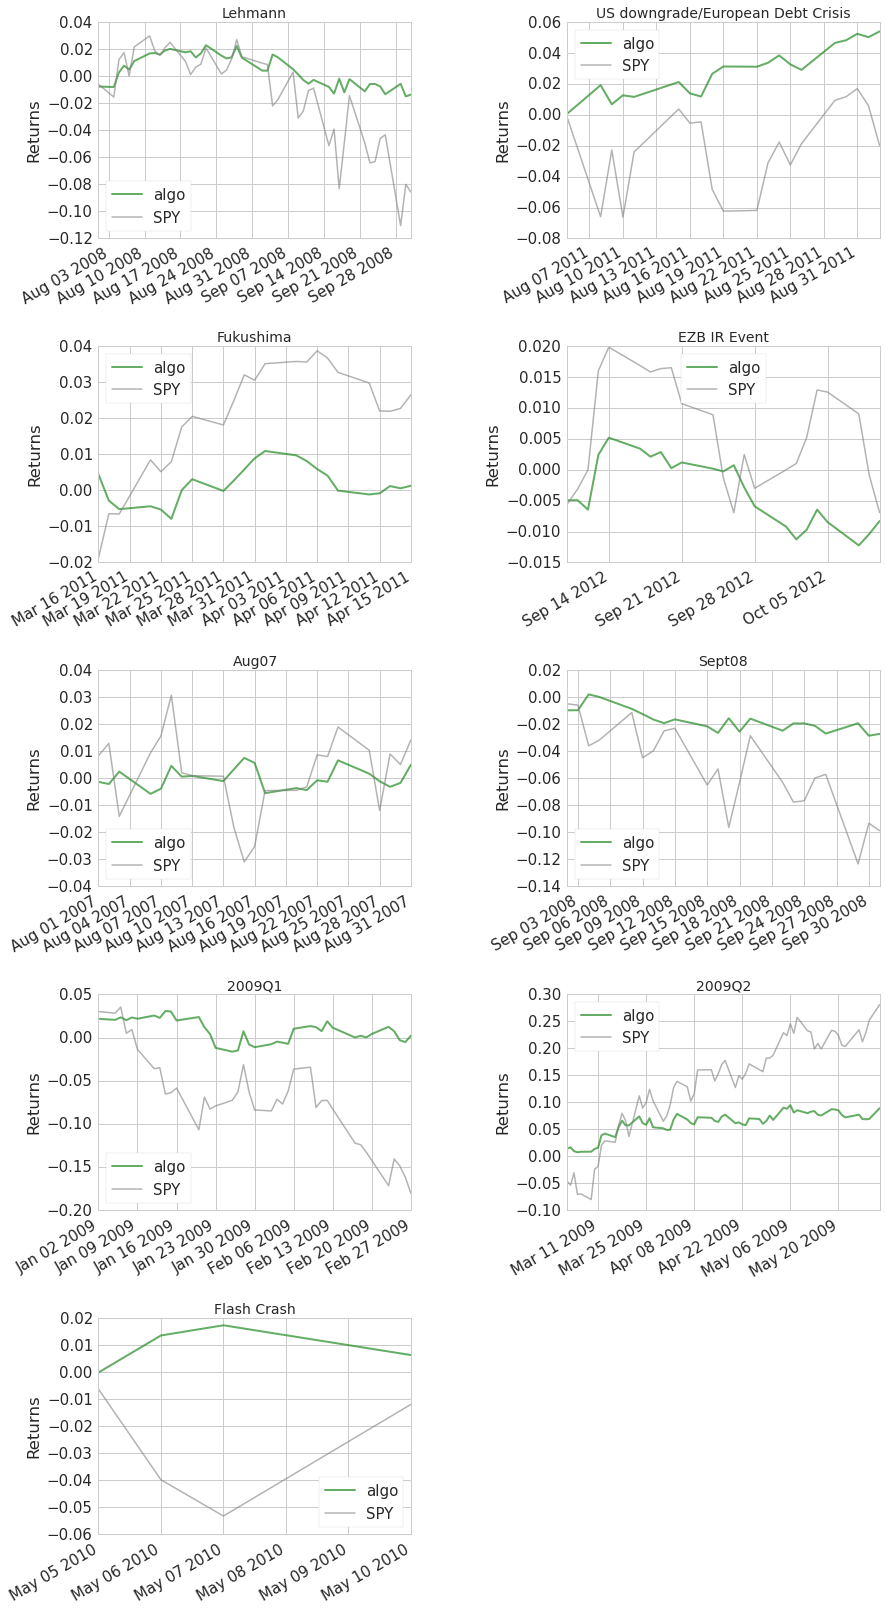 Lehmann
0.04
0.02
0.00
−0.02
−0.04
−0.06
−0.08
−0.10
−0.12
Returns
algo
SPY
Aug 03 2008
Aug 10 2008
Aug 17 2008
Aug 24 2008
Aug 31 2008
Sep 07 2008
Sep 14 2008
Sep 21 2008
Sep 28 2008
US downgrade/European Debt Crisis
0.06
0.04
0.02
0.00
−0.02
−0.04
−0.06
−0.08
Returns
algo
SPY
Aug 07 2011
Aug 10 2011
Aug 13 2011
Aug 16 2011
Aug 19 2011
Aug 22 2011
Aug 25 2011
Aug 28 2011
Aug 31 2011
Fukushima
0.04
0.03
0.02
0.01
0.00
−0.01
−0.02
Returns
algo
SPY
Mar 16 2011
Mar 19 2011
Mar 22 2011
Mar 25 2011
Mar 28 2011
Mar 31 2011
Apr 03 2011
Apr 06 2011
Apr 09 2011
Apr 12 2011
Apr 15 2011
EZB IR Event
0.020
0.015
0.010
0.005
0.000
−0.005
−0.010
−0.015
Returns
algo
SPY
Sep 14 2012
Sep 21 2012
Sep 28 2012
Oct 05 2012
Aug07
0.04
0.03
0.02
0.01
0.00
−0.01
−0.02
−0.03
−0.04
Returns
algo
SPY
Aug 01 2007
Aug 04 2007
Aug 07 2007
Aug 10 2007
Aug 13 2007
Aug 16 2007
Aug 19 2007
Aug 22 2007
Aug 25 2007
Aug 28 2007
Aug 31 2007
Sept08
0.02
0.00
−0.02
−0.04
−0.06
−0.08
−0.10
−0.12
−0.14
Returns
algo
SPY
Sep 03 2008
Sep 06 2008
Sep 09 2008
Sep 12 2008
Sep 15 2008
Sep 18 2008
Sep 21 2008
Sep 24 2008
Sep 27 2008
Sep 30 2008
2009Q1
0.05
0.00
−0.05
−0.10
−0.15
−0.20
Returns
algo
SPY
Jan 02 2009
Jan 09 2009
Jan 16 2009
Jan 23 2009
Jan 30 2009
Feb 06 2009
Feb 13 2009
Feb 20 2009
Feb 27 2009
2009Q2
0.30
0.25
0.20
0.15
0.10
0.05
0.00
−0.05
−0.10
Returns
algo
SPY
Mar 11 2009
Mar 25 2009
Apr 08 2009
Apr 22 2009
May 06 2009
May 20 2009
Flash Crash
0.02
0.01
0.00
−0.01
−0.02
−0.03
−0.04
−0.05
−0.06
Returns
algo
SPY
May 05 2010
May 06 2010
May 07 2010
May 08 2010
May 09 2010
May 10 2010